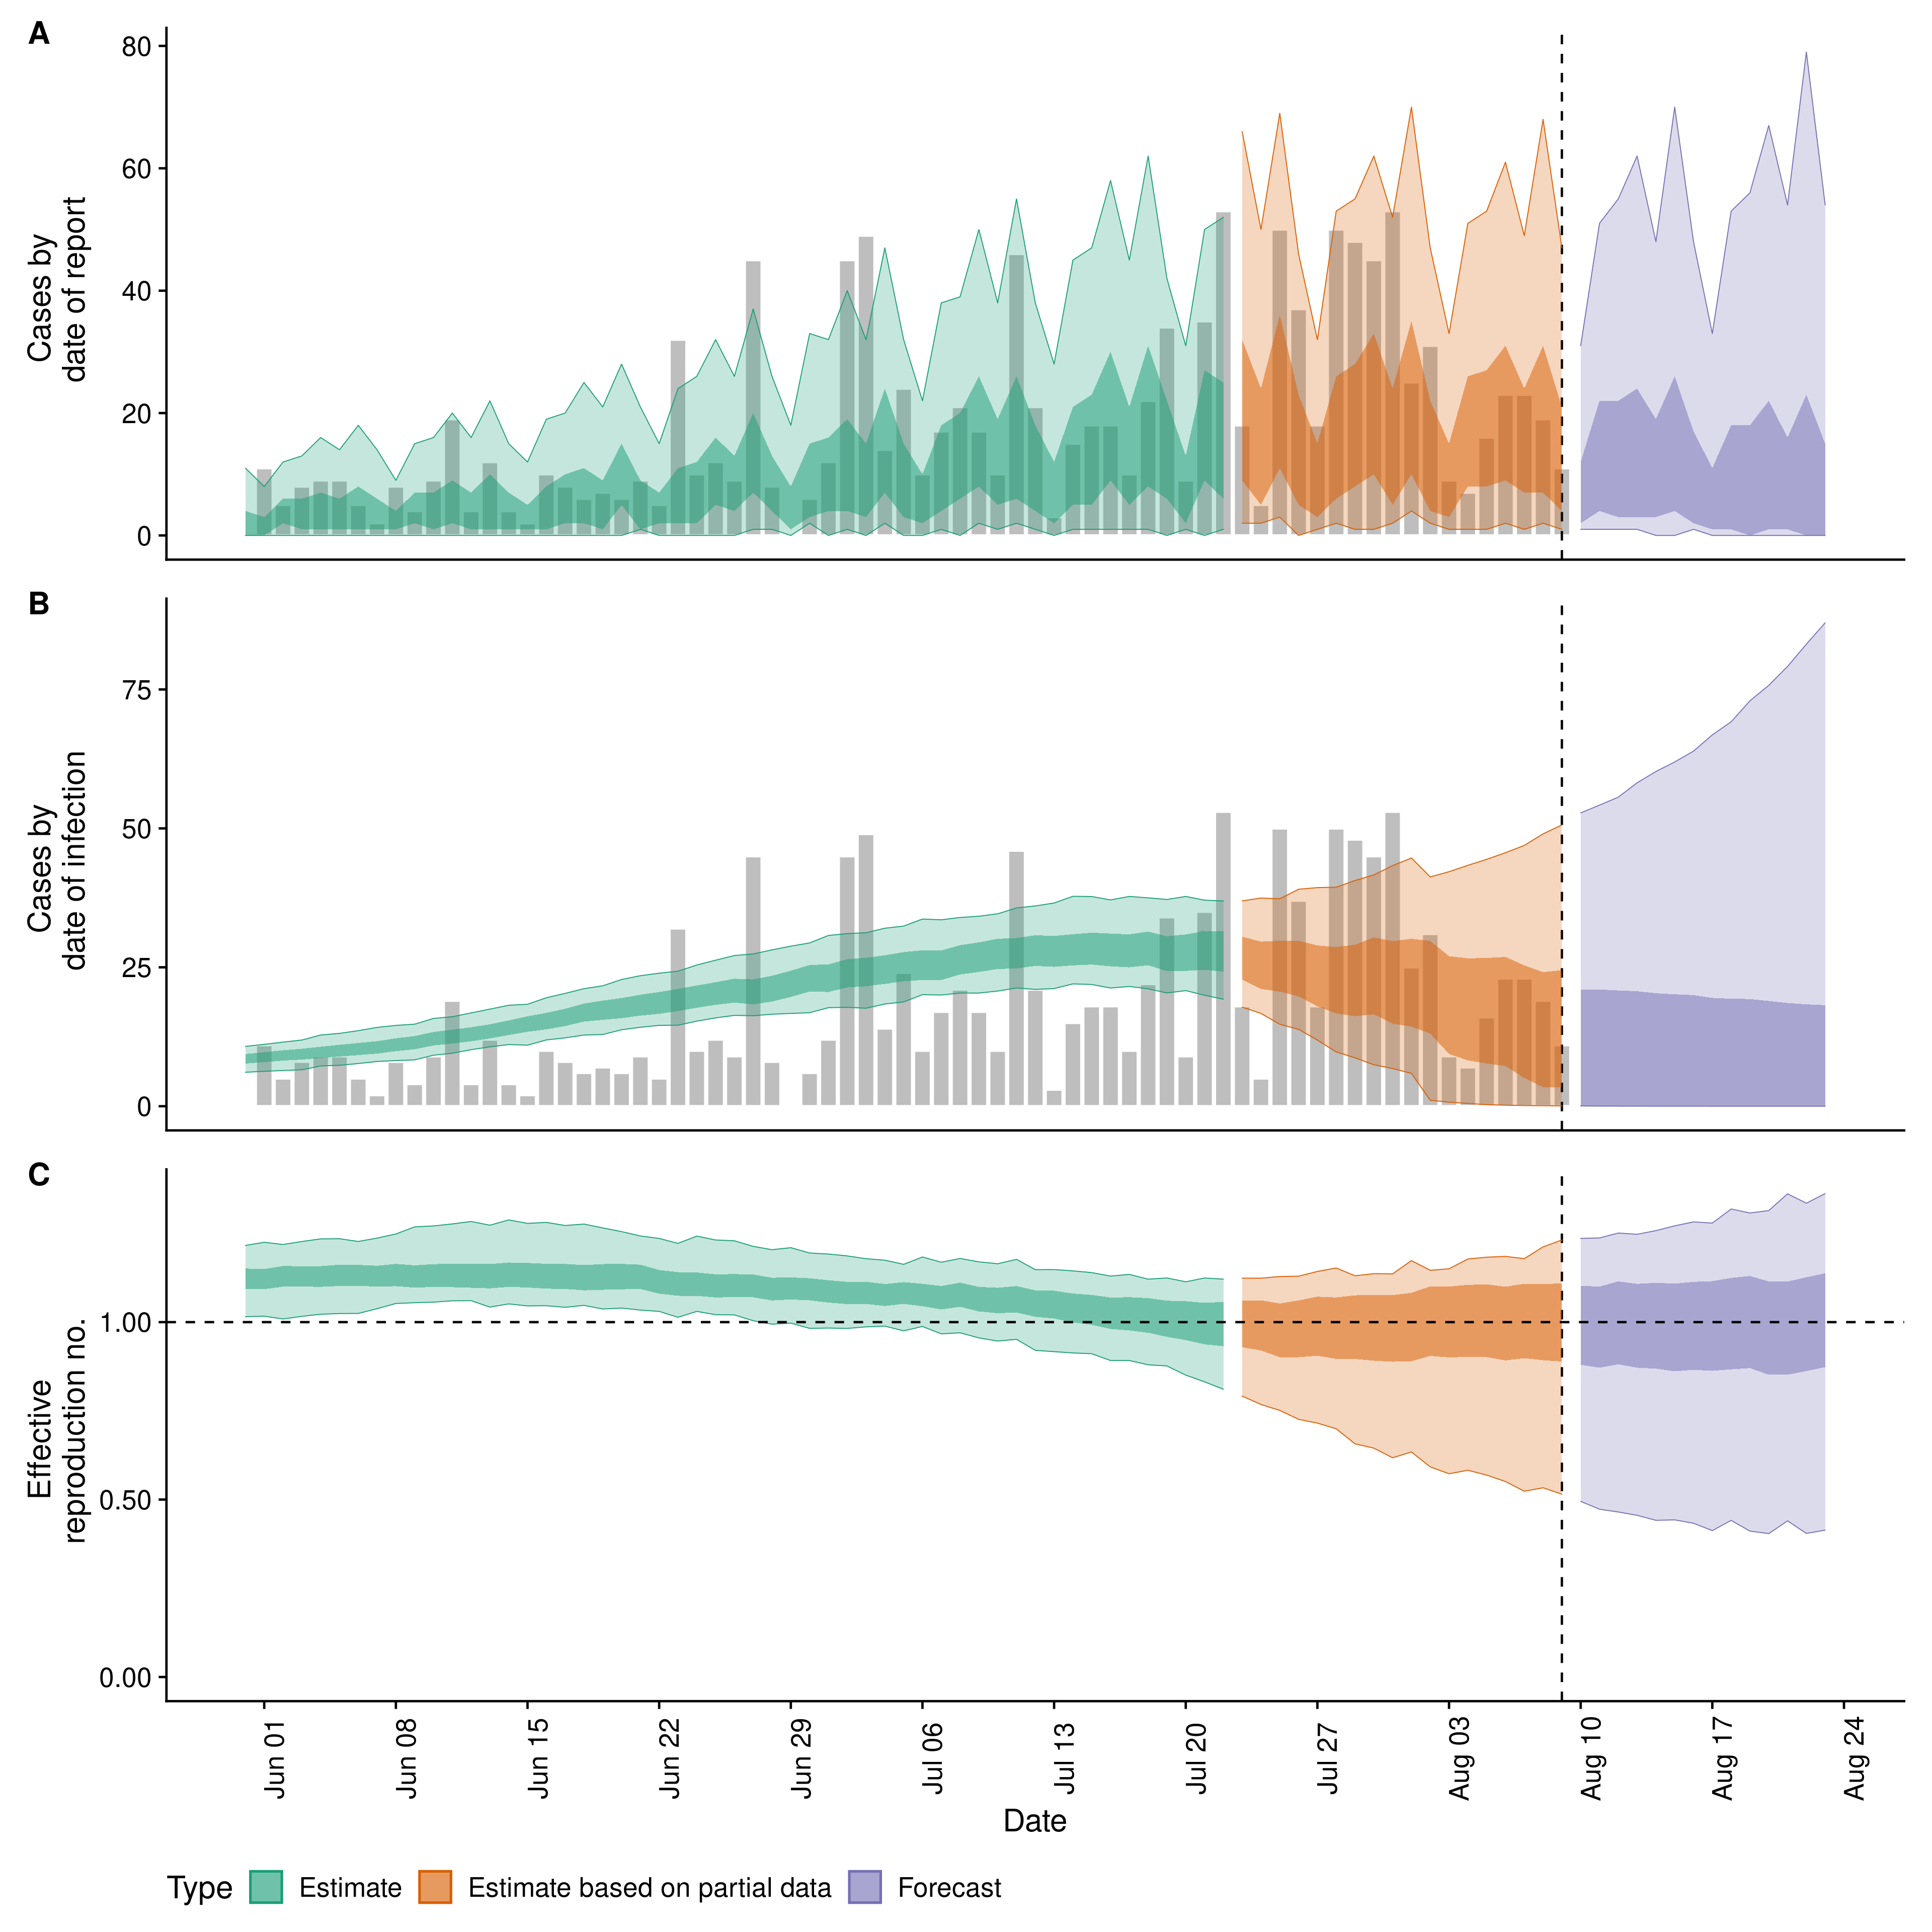 A
80
60
40
20
0
Cases by
date of report
B
75
50
25
0
Cases by
date of infection
C
1.00
0.50
0.00
Effective
reproduction no.
Jun 01
Jun 08
Jun 15
Jun 22
Jun 29
Jul 06
Jul 13
Jul 20
Jul 27
Aug 03
Aug 10
Aug 17
Aug 24
Date
Type Estimate Estimate based on partial data Forecast